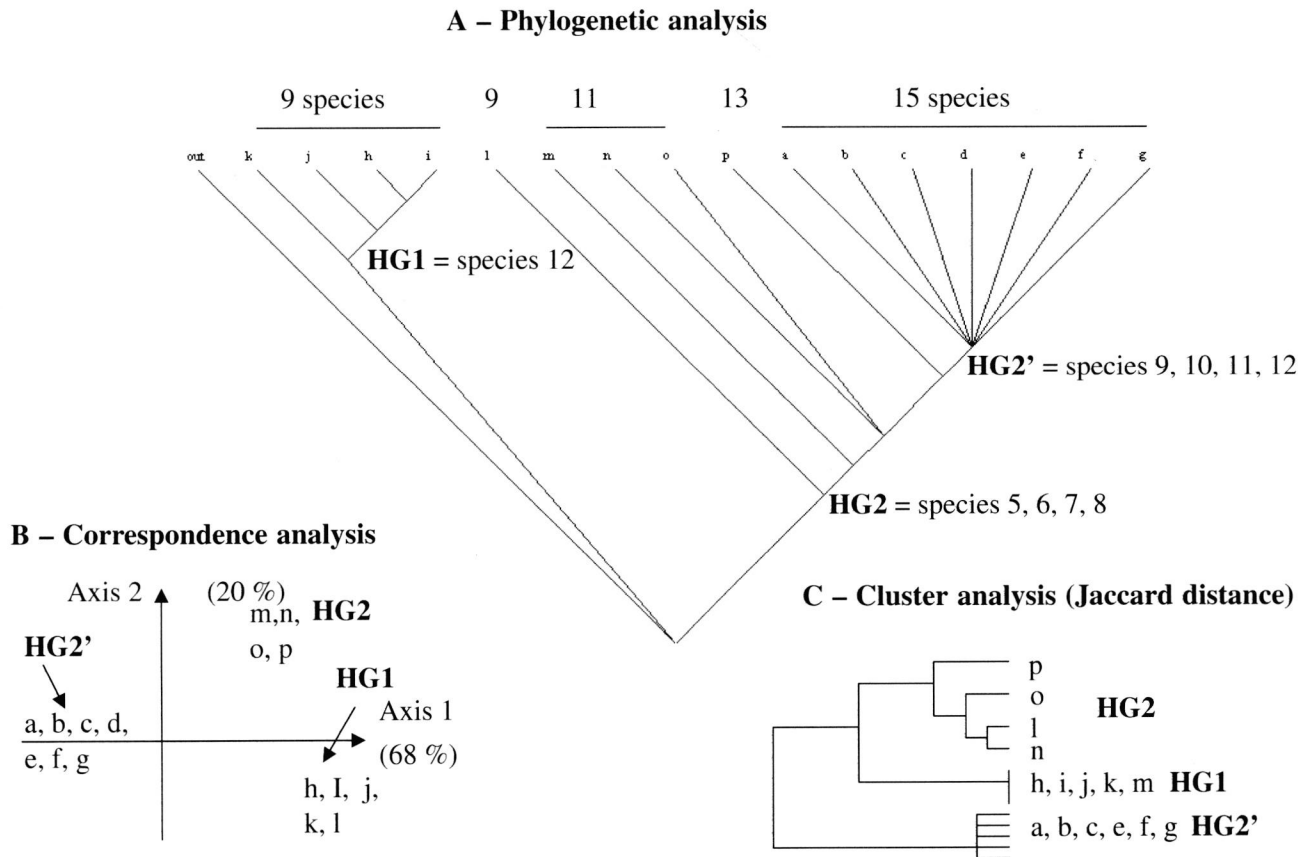 A – Phylogenetic analysis
9 species 9 11 13 15 species
out k j h i l m n o p a b c d e f g
HG1 = species 12
HG2’ = species 9, 10, 11, 12
HG2 = species 5, 6, 7, 8
B – Correspondence analysis
Axis 2 (20 %)
m,n, HG2
o, p
HG2’
HG1
Axis 1
a, b, c, d,
e, f, g
(68 %)
h, I, j,
k, l
C – Cluster analysis (Jaccard distance)
p
o
HG2
l
n
h, i, j, k, m HG1
a, b, c, e, f, g HG2’